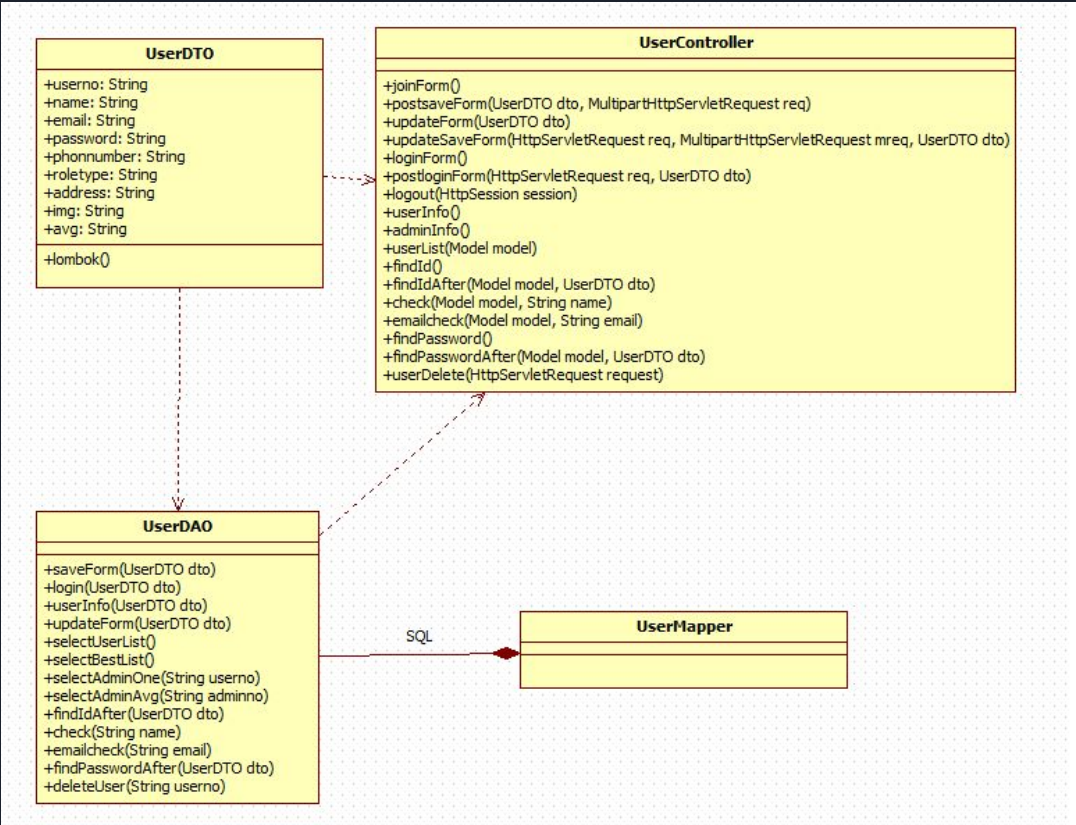 UserDTO
+userno: String
+name: String
+email: String
+password: String
+phonnumber: String
+roletype: String
+address: String
+img: String
+avg: String
+lombok()
UserController
+joinForm()
+postsaveForm(UserDTO dto, MultipartHttpServletRequest req)
+updateForm(UserDTO dto)
+updateSaveForm(HttpServletRequest req, MultipartHttpServletRequest mreq, UserDTO dto)
+loginForm()
+postloginForm(HttpServletRequest req, UserDTO dto)
+logout(HttpSession session)
+userInfo()
+adminInfo()
+userList(Model model)
+findId()
+findIdAfter(Model model, UserDTO dto)
+check(Model model, String name)
+emailcheck(Model model, String email)
+findPassword()
+findPasswordAfter(Model model, UserDTO dto)
+userDelete(HttpServletRequest request)
UserDAO
+saveForm(UserDTO dto)
+login(UserDTO dto)
+userInfo(UserDTO dto)
+updateForm(UserDTO dto)
+selectUserList()
+selectBestList()
+selectAdminOne(String userno)
+selectAdminAvg(String adminno)
+findIdAfter(UserDTO dto)
+check(String name)
+emailcheck(String email)
+findPasswordAfter(UserDTO dto)
+deleteUser(String userno)
SQL
UserMapper